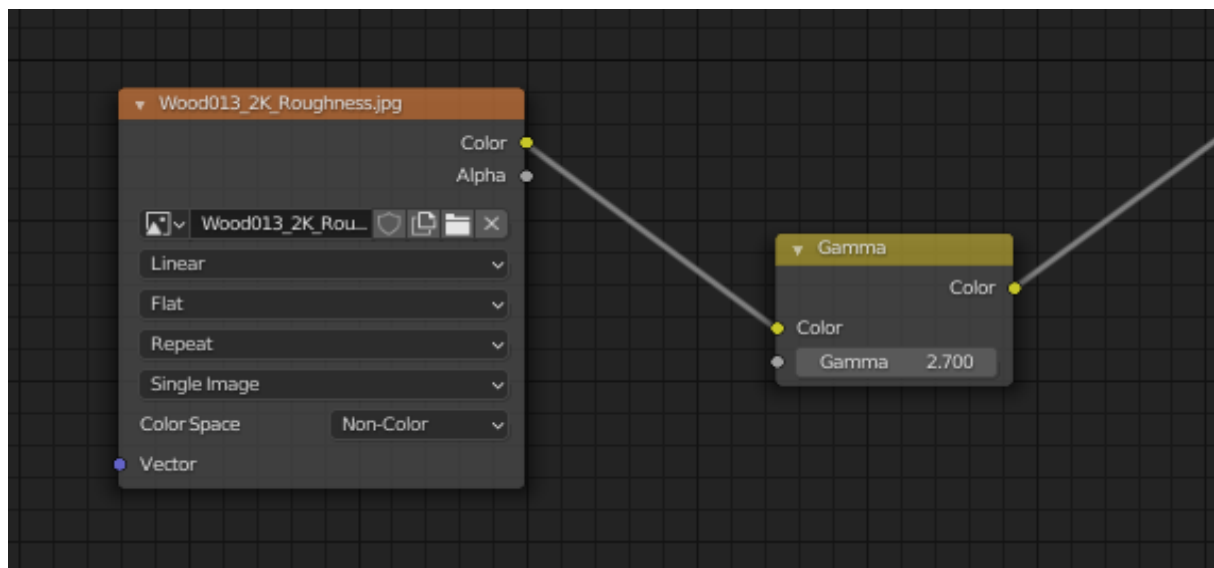 Wood013_2K_Roughness.jpg
Color
Alpha
Wood013_2K_Rou...
Linear
Flat
Repeat
Single Image
Color Space Non-Color
Vector
Gamma
Color
Color
Gamma 2.700